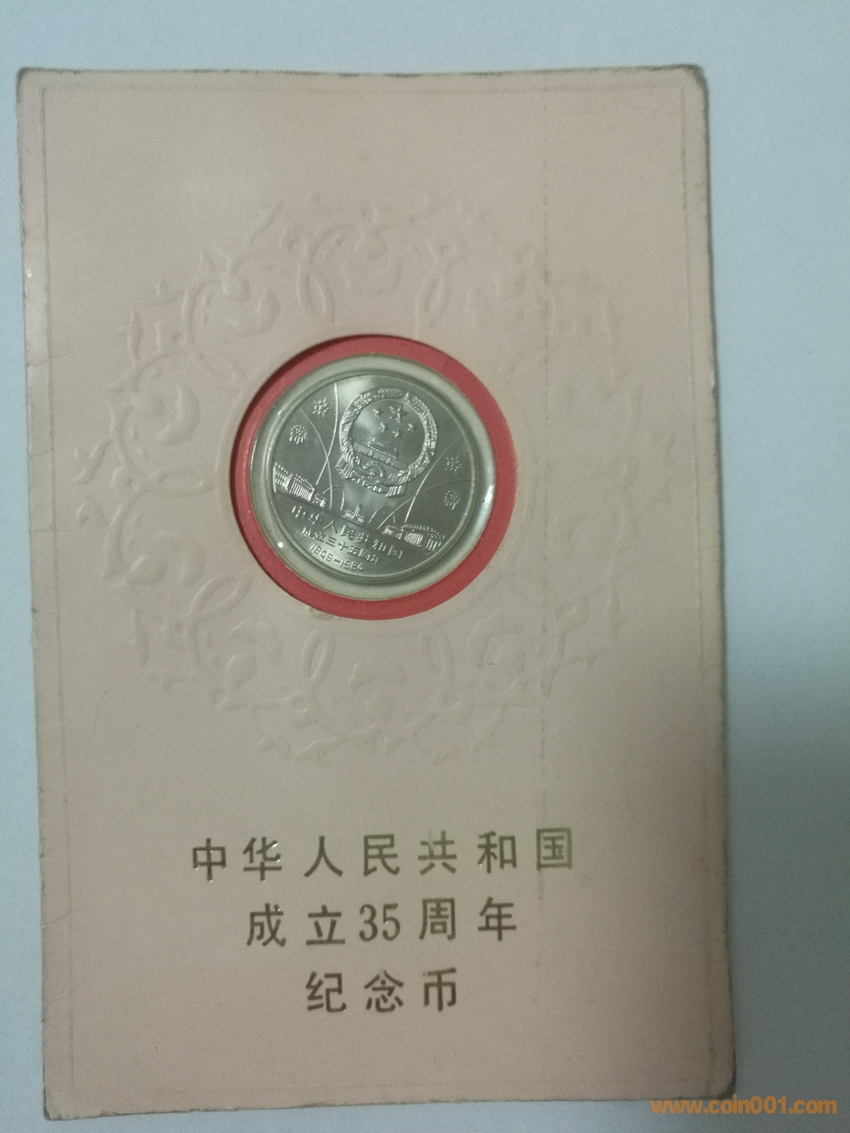 中华人民共和国
成立三十五周年
1949-1984
中华人民共和国
成立35周年
纪念币
www.coin001.com